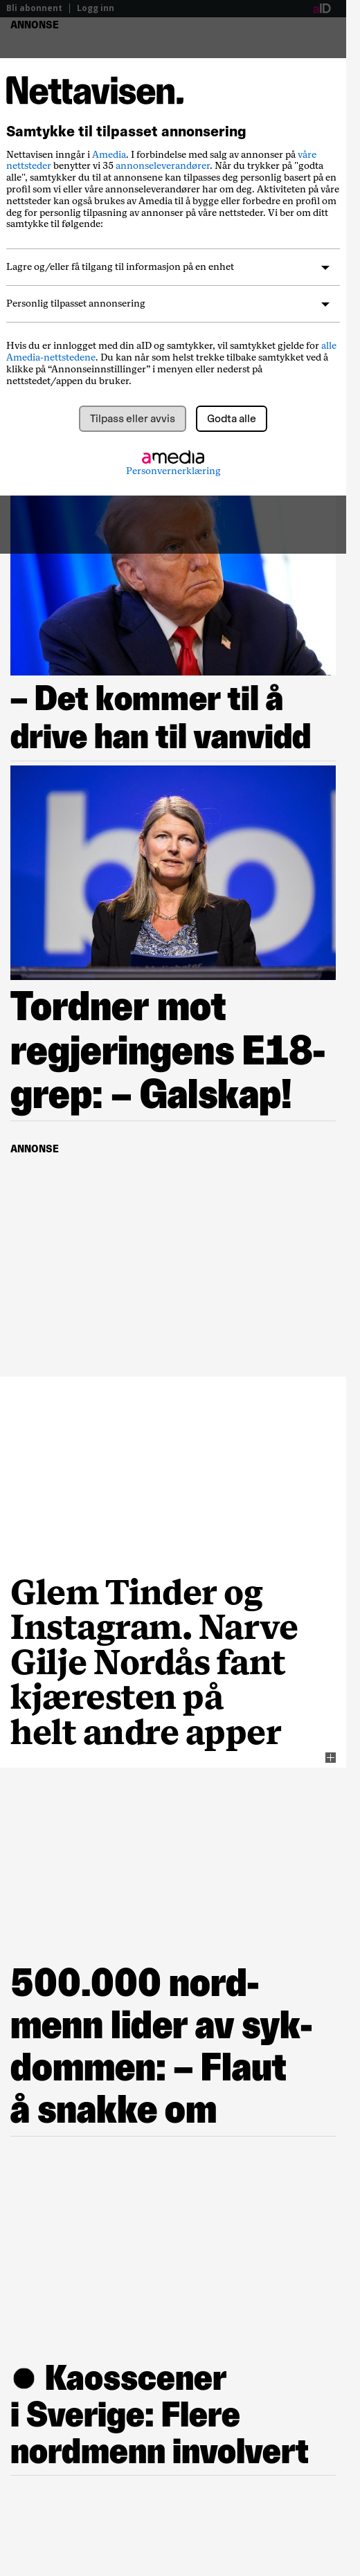 Bli abonnent | Logg inn aID
ANNONSE
Nettavisen.
Samtykke til tilpasset annonsering
Nettavisen inngår i Amedia. I forbindelse med salg av annonser på våre
nettsteder benytter vi 35 annonseleverandører. Når du trykker på "godta
alle", samtykker du til at annonsene kan tilpasses deg personlig basert på en
profil som vi eller våre annonseleverandører har om deg. Aktiviteten på våre
nettsteder kan også brukes av Amedia til å bygge eller forbedre en profil om
deg for personlig tilpasning av annonser på våre nettsteder. Vi ber om ditt
samtykke til følgende:
Lagre og/eller få tilgang til informasjon på en enhet
Personlig tilpasset annonsering
Hvis du er innlogget med din aID og samtykker, vil samtykket gjelde for alle
Amedia-nettstedene. Du kan når som helst trekke tilbake samtykket ved å
klikke på “Annonseinnstillinger” i menyen eller nederst på
nettstedet/appen du bruker.
Tilpass eller avvis Godta alle
amedia
Personvernerklæring
– Det kommer til å
drive han til vanvidd
Tordner mot
regjeringens E18-
grep: – Galskap!
ANNONSE
Glem Tinder og
Instagram. Narve
Gilje Nordås fant
kjæresten på
helt andre apper
500.000 nord-
menn lider av syk-
dommen: – Flaut
å snakke om
● Kaosscener
i Sverige: Flere
nordmenn involvert